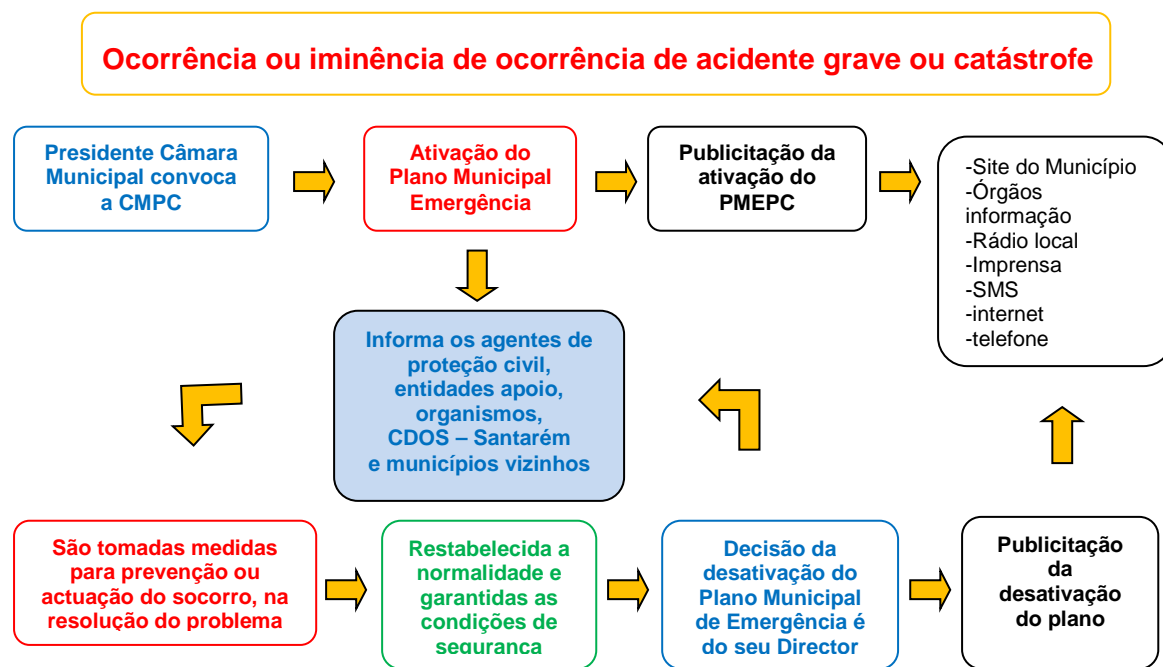 Ocorrência ou iminência de ocorrência de acidente grave ou catástrofe
Presidente Câmara
Municipal convoca
a CMPC
Ativação do
Plano Municipal
Emergência
Publicitação da
ativação do
PMEPC
-Site do Município
-Órgãos
informação
-Rádio local
-Imprensa
-SMS
-internet
-telefone
Informa os agentes de
proteção civil,
entidades apoio,
organismos,
CDOS – Santarém
e municípios vizinhos
São tomadas medidas
para prevenção ou
actuação do socorro, na
resolução do problema
Restabelecida a
normalidade e
garantidas as
condições de
segurança
Decisão da
desativação do
Plano Municipal
de Emergência é
do seu Director
Publicitação
da
desativação
do plano